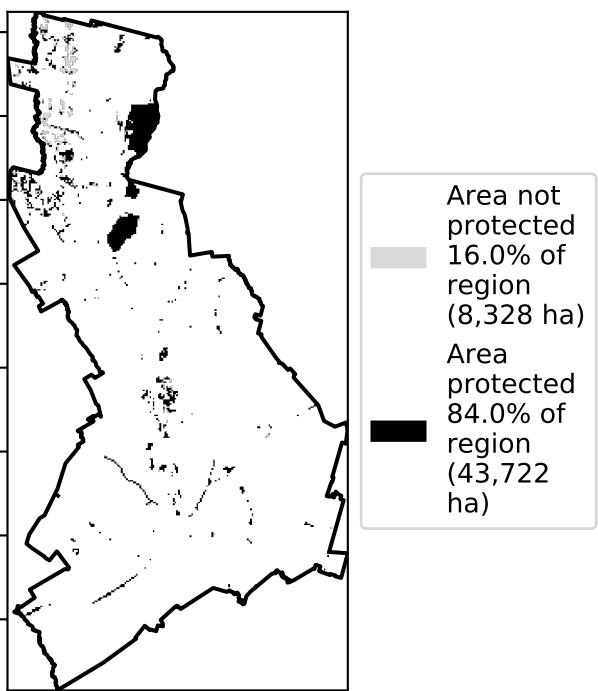 Area not
protected
16.0% of
region
(8,328 ha)
Area
protected
84.0% of
region
(43,722
ha)